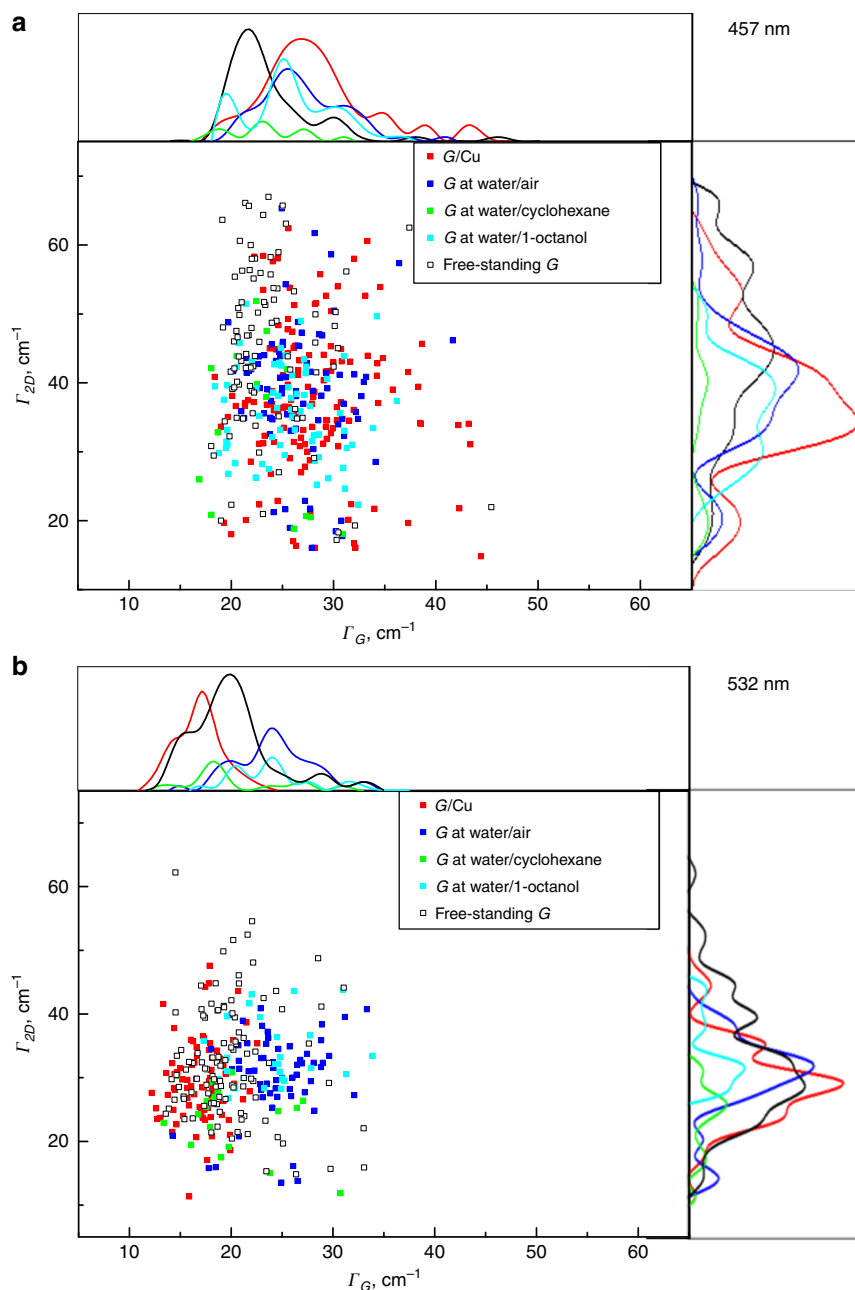 a
457 nm
G/Cu
G at water/air
G at water/cyclohexane
G at water/1-octanol
Free-standing G
60
40
20
Γ2D, cm−1
10 20 30 40 50 60
ΓG, cm−1
b
532 nm
G/Cu
G at water/air
G at water/cyclohexane
G at water/1-octanol
Free-standing G
60
40
20
Γ2D, cm−1
10 20 30 40 50 60
ΓG, cm−1